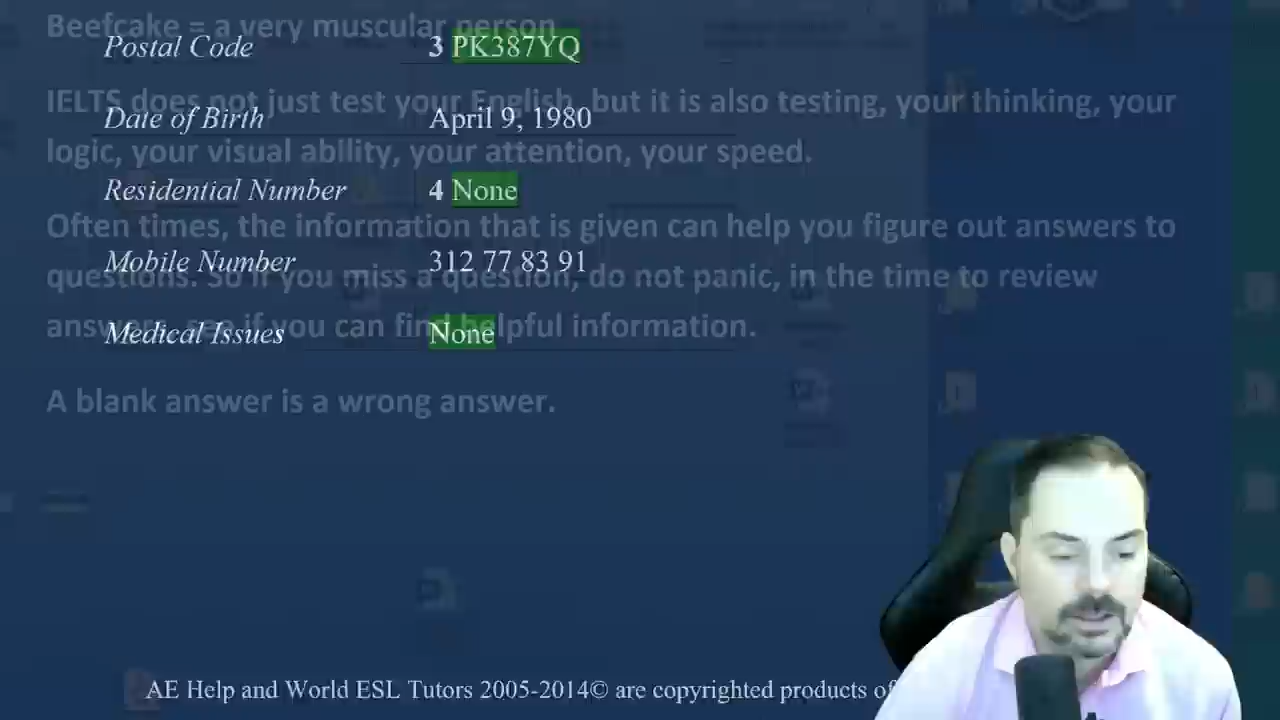 Beefcake = a very muscular person
Postal Code 3 PK387YQ
IELTS does not just test your English, but it is also testing, your thinking, your
Date of Birth April 9, 1980
logic, your visual ability, your attention, your speed.
Residential Number 4 None
Often times, the information that is given can help you figure out answers to
Mobile Number 312 77 83 91
questions. So if you miss a question, do not panic, in the time to review
Medical Issues None
see if you can find helpful information.
A blank answer is a wrong answer.
AE Help and World ESL Tutors 2005-2014© are copyrighted products of